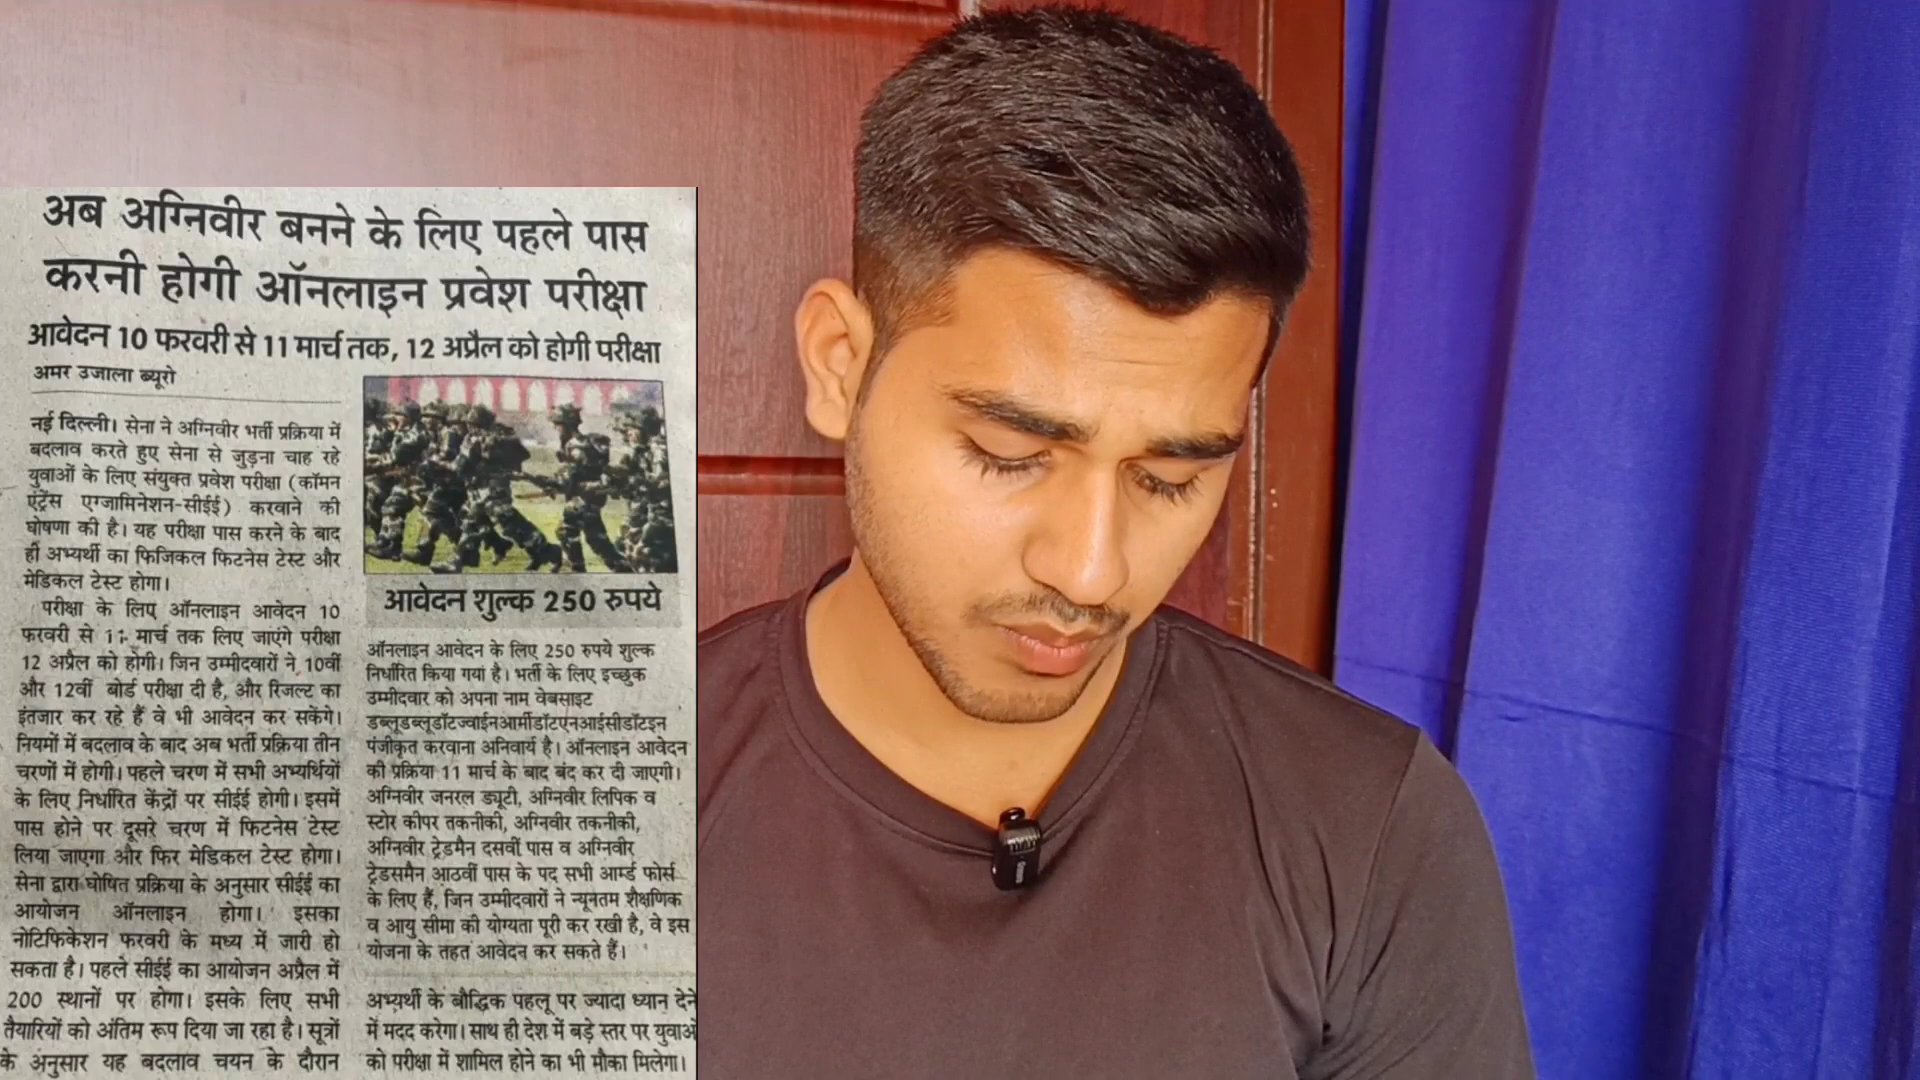 अब अग्निवीर बनने के लिए पहले पास
करनी होगी ऑनलाइन प्रवेश परीक्षा
आवेदन 10 फरवरी से 11 मार्च तक, 12 अप्रैल को होगी परीक्षा
अमर उजाला ब्यूरो
नई दिल्ली। सेना ने अग्निवीर भर्ती प्रक्रिया में
बदलाव करते हुए सेना से जुड़ना चाह रहे
युवाओं के लिए संयुक्त प्रवेश परीक्षा (कॉमन
एंट्रेंस एग्जामिनेशन-सीईई) करवाने की
घोषणा की है। यह परीक्षा पास करने के बाद
ही अभ्यर्थी का फिजिकल फिटनेस टेस्ट और
मेडिकल टेस्ट होगा।
परीक्षा के लिए ऑनलाइन आवेदन 10
फरवरी से 11 मार्च तक लिए जाएंगे परीक्षा
12 अप्रैल को होगी। जिन उम्मीदवारों ने 10वीं
और 12वीं बोर्ड परीक्षा दी है, और रिजल्ट का
इंतजार कर रहे हैं वे भी आवेदन कर सकेंगे।
नियमों में बदलाव के बाद अब भर्ती प्रक्रिया तीन
चरणों में होगी। पहले चरण में सभी अभ्यर्थियों
के लिए निर्धारित केंद्रों पर सीईई होगी। इसमें
पास होने पर दूसरे चरण में फिटनेस टेस्ट
लिया जाएगा और फिर मेडिकल टेस्ट होगा।
सेना द्वारा घोषित प्रक्रिया के अनुसार सीईई का
आयोजन ऑनलाइन होगा। इसका
नोटिफिकेशन फरवरी के मध्य में जारी हो
सकता है। पहले सीईई का आयोजन अप्रैल में
200 स्थानों पर होगा। इसके लिए सभी
तैयारियों को अंतिम रूप दिया जा रहा है। सूत्रों
के अनुसार यह बदलाव चयन के दौरान
आवेदन शुल्क 250 रुपये
ऑनलाइन आवेदन के लिए 250 रुपये शुल्क
निर्धारित किया गया है। भर्ती के लिए इच्छुक
उम्मीदवार को अपना नाम वेबसाइट
डब्लूडब्लूडॉटज्वाईनआर्मीडॉटएनआईसीडॉटइन
पंजीकृत करवाना अनिवार्य है। ऑनलाइन आवेदन
की प्रक्रिया 11 मार्च के बाद बंद कर दी जाएगी।
अग्निवीर जनरल ड्यूटी, अग्निवीर लिपिक व
स्टोर कीपर तकनीकी, अग्निवीर तकनीकी,
अग्निवीर ट्रेडमैन दसवीं पास व अग्निवीर
ट्रेडसमैन आठवीं पास के पद सभी आर्म्ड फोर्स
के लिए हैं, जिन उम्मीदवारों ने न्यूनतम शैक्षणिक
व आयु सीमा की योग्यता पूरी कर रखी है, वे इस
योजना के तहत आवेदन कर सकते हैं।
अभ्यर्थी के बौद्धिक पहलू पर ज्यादा ध्यान देने
में मदद करेगा। साथ ही देश में बड़े स्तर पर युवाओं
को परीक्षा में शामिल होने का भी मौका मिलेगा।